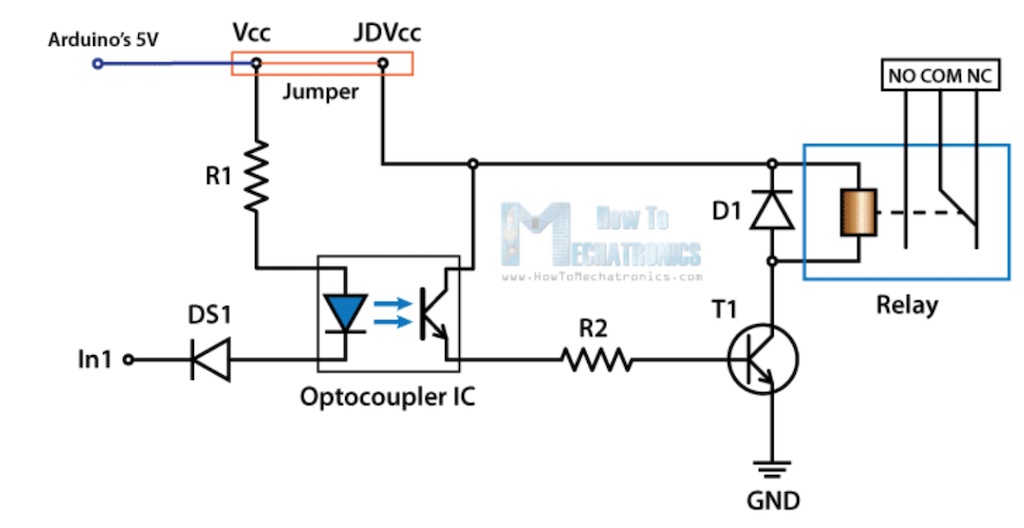 Arduino's 5V
Vcc
JDVcc
Jumper
NO COM NC
R1
D1
How To
Mechatronics
www.HowToMechatronics.com
Relay
DS1
T1
R2
In1
Optocoupler IC
GND